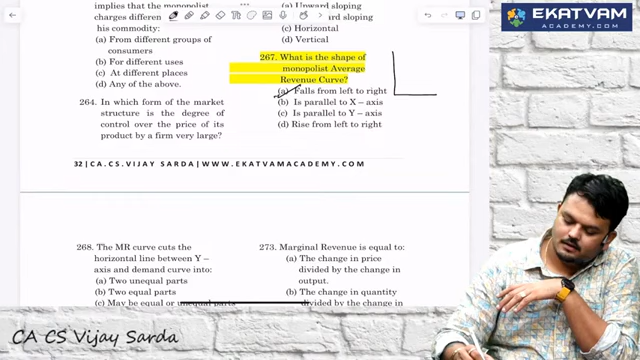 implies that the monopolist
charges different
his commodity:
(a) From different groups of
consumers
(b) For different uses
(c) At different places
(d) Any of the above.
264. In which form of the market
structure is the degree of
control over the price of its
product by a firm very large?
(a) Upward sloping
ward sloping
(c) Horizontal
(d) Vertical
267. What is the shape of
monopolist Average
Revenue Curve?
(a) Falls from left to right
(b) Is parallel to X – axis
(c) Is parallel to Y – axis
(d) Rise from left to right
32 | CA.CS.VIJAY SARDA | WWW.EKATVAMACADEMY.COM
268. The MR curve cuts the
horizontal line between Y –
axis and demand curve into:
(a) Two unequal parts
(b) Two equal parts
(c) May be equal or unequal parts
273. Marginal Revenue is equal to:
(a) The change in price
divided by the change in
output.
(b) The change in quantity
divided by the change in
EKATVAM
ACADEMY.COM
CA CS Vijay Sarda